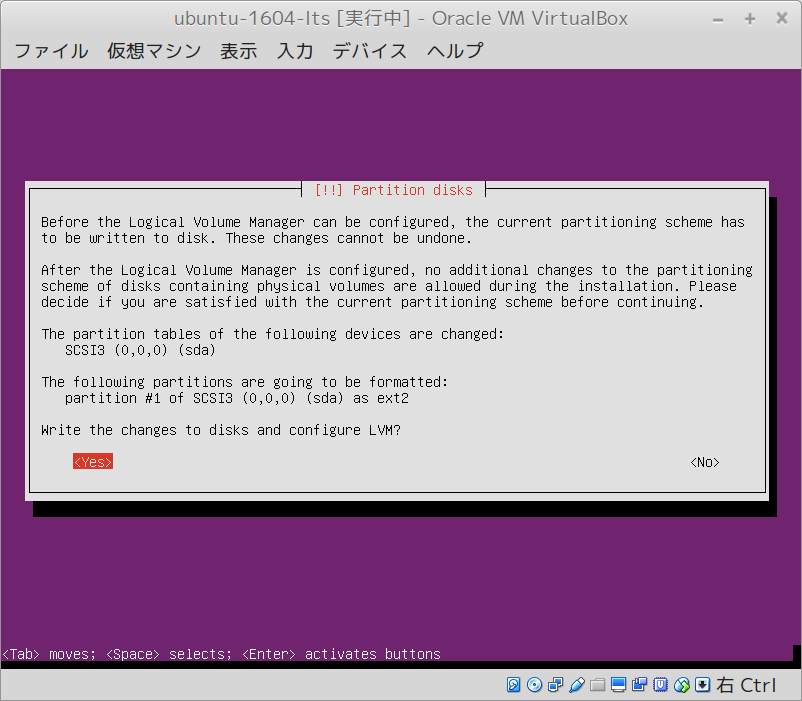 ubuntu-1604-lts [実行中] - Oracle VM VirtualBox
ファイル 仮想マシン 表示 入力 デバイス ヘルプ
[!!] Partition disks
Before the Logical Volume Manager can be configured, the current partitioning scheme has
to be written to disk. These changes cannot be undone.
After the Logical Volume Manager is configured, no additional changes to the partitioning
scheme of disks containing physical volumes are allowed during the installation. Please
decide if you are satisfied with the current partitioning scheme before continuing.
The partition tables of the following devices are changed:
SCSI3 (0,0,0) (sda)
The following partitions are going to be formatted:
partition #1 of SCSI3 (0,0,0) (sda) as ext2
Write the changes to disks and configure LVM?
<Yes> <No>
<Tab> moves; <Space> selects; <Enter> activates buttons
右 Ctrl